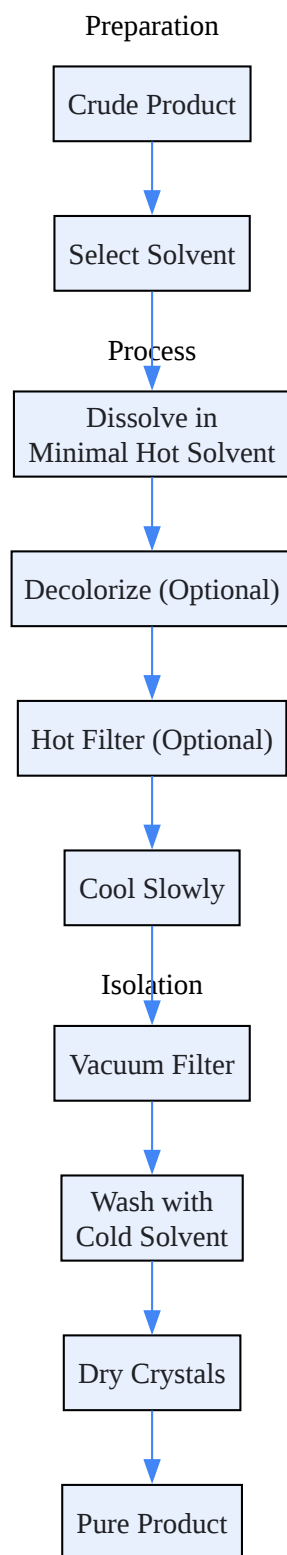 Preparation
Crude Product
Select Solvent
Process
Dissolve in
Minimal Hot Solvent
Decolorize (Optional)
Hot Filter (Optional)
Cool Slowly
Isolation
Vacuum Filter
Wash with
Cold Solvent
Dry Crystals
Pure Product